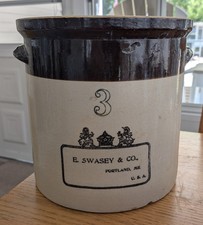 3
E. SWASEY & CO.,
PORTLAND, ME.
U. S. A.